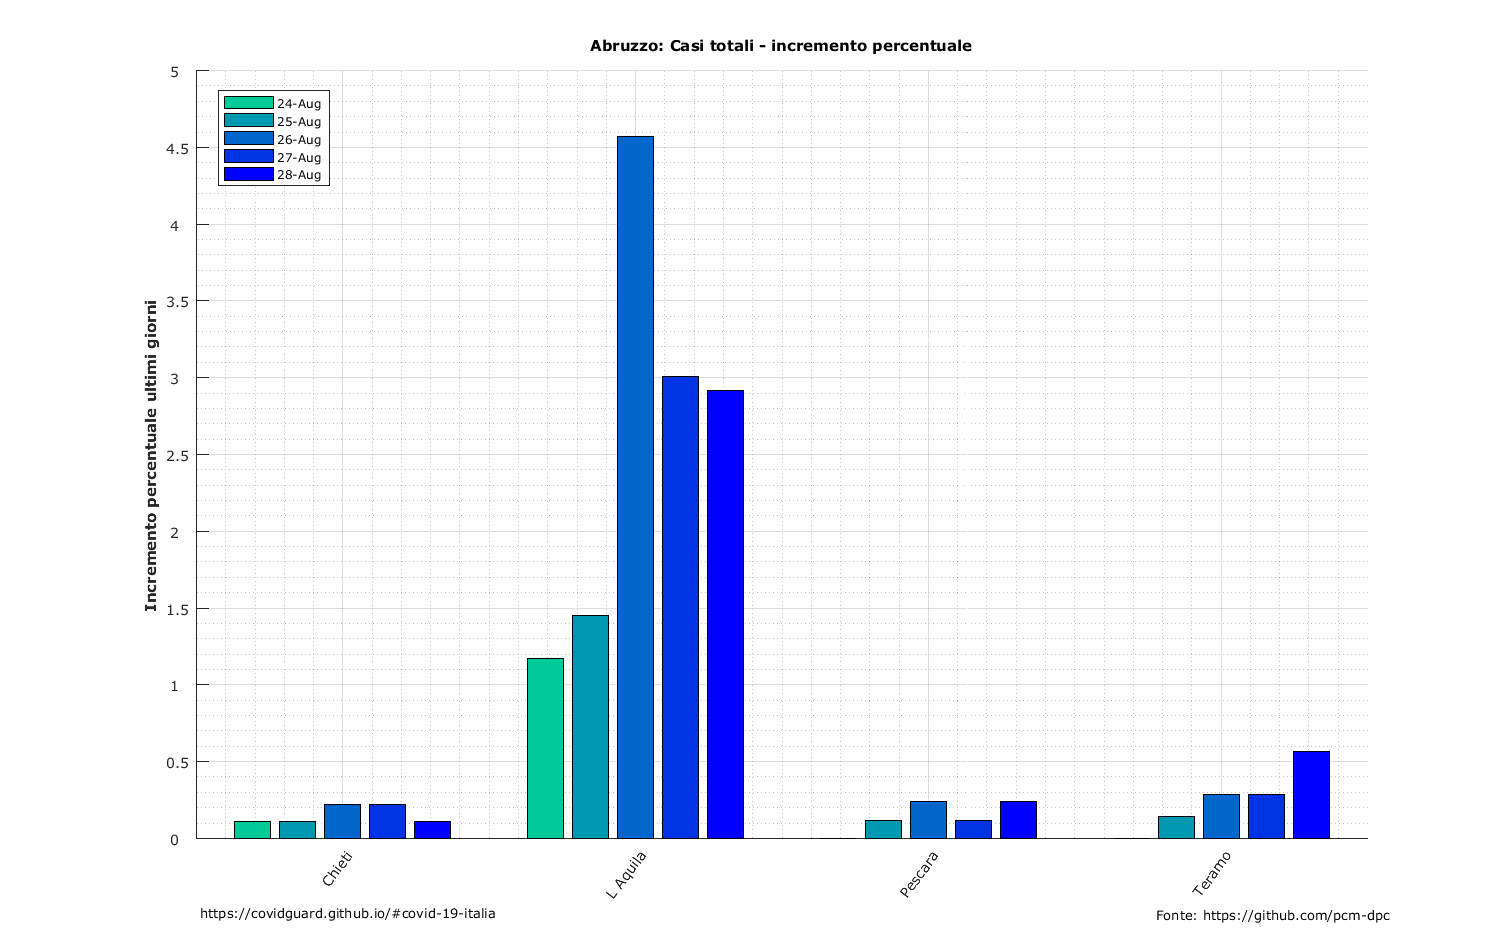 Abruzzo: Casi totali - incremento percentuale
5
4.5
4
3.5
3
2.5
2
1.5
1
0.5
0
Incremento percentuale ultimi giorni
24-Aug
25-Aug
26-Aug
27-Aug
28-Aug
Chieti
L Aquila
Pescara
Teramo
https://covidguard.github.io/#covid-19-italia
Fonte: https://github.com/pcm-dpc